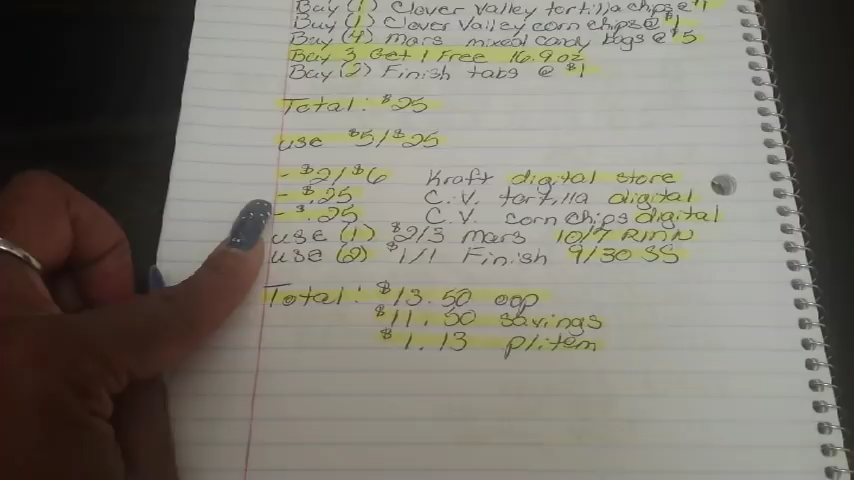 Buy (1) Clover Valley tortilla chips @ $1
Buy (1) Clover Valley corn chips @ $1
Buy (4) Mars mixed candy bags @ $5
Buy 3 Get 1 Free 16.9oz
Buy (2) Finish tabs @ $1
Total: $25
use $5/$25
- $2/$6 Kraft digital store
- $.25 C.V. tortilla digital
- $.25 C.V. corn chips digital
use (1) $2/3 Mars 10/7 RMN
use (2) $1/1 Finish 9/30 SS
Total: $13.50 oop
$11.50 savings
$1.13 p/item